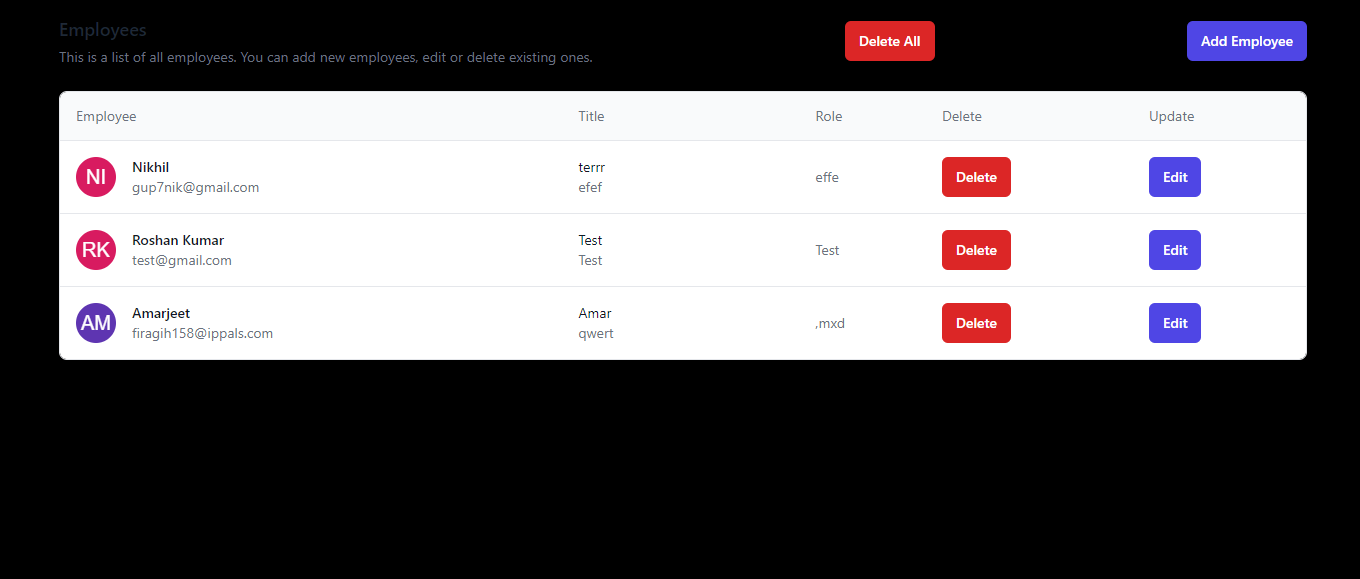 Employees
This is a list of all employees. You can add new employees, edit or delete existing ones.
Delete All
Add Employee
Employee Title Role Delete Update
NI Nikhil terrr effe Delete Edit
gup7nik@gmail.com efef
RK Roshan Kumar Test Test Delete Edit
test@gmail.com Test
AM Amarjeet Amar ,mxd Delete Edit
firagih158@ippals.com qwert